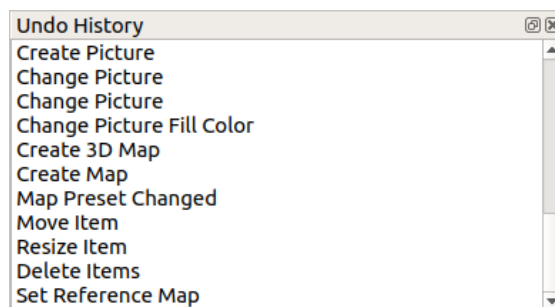 Undo History
Create Picture
Change Picture
Change Picture
Change Picture Fill Color
Create 3D Map
Create Map
Map Preset Changed
Move Item
Resize Item
Delete Items
Set Reference Map